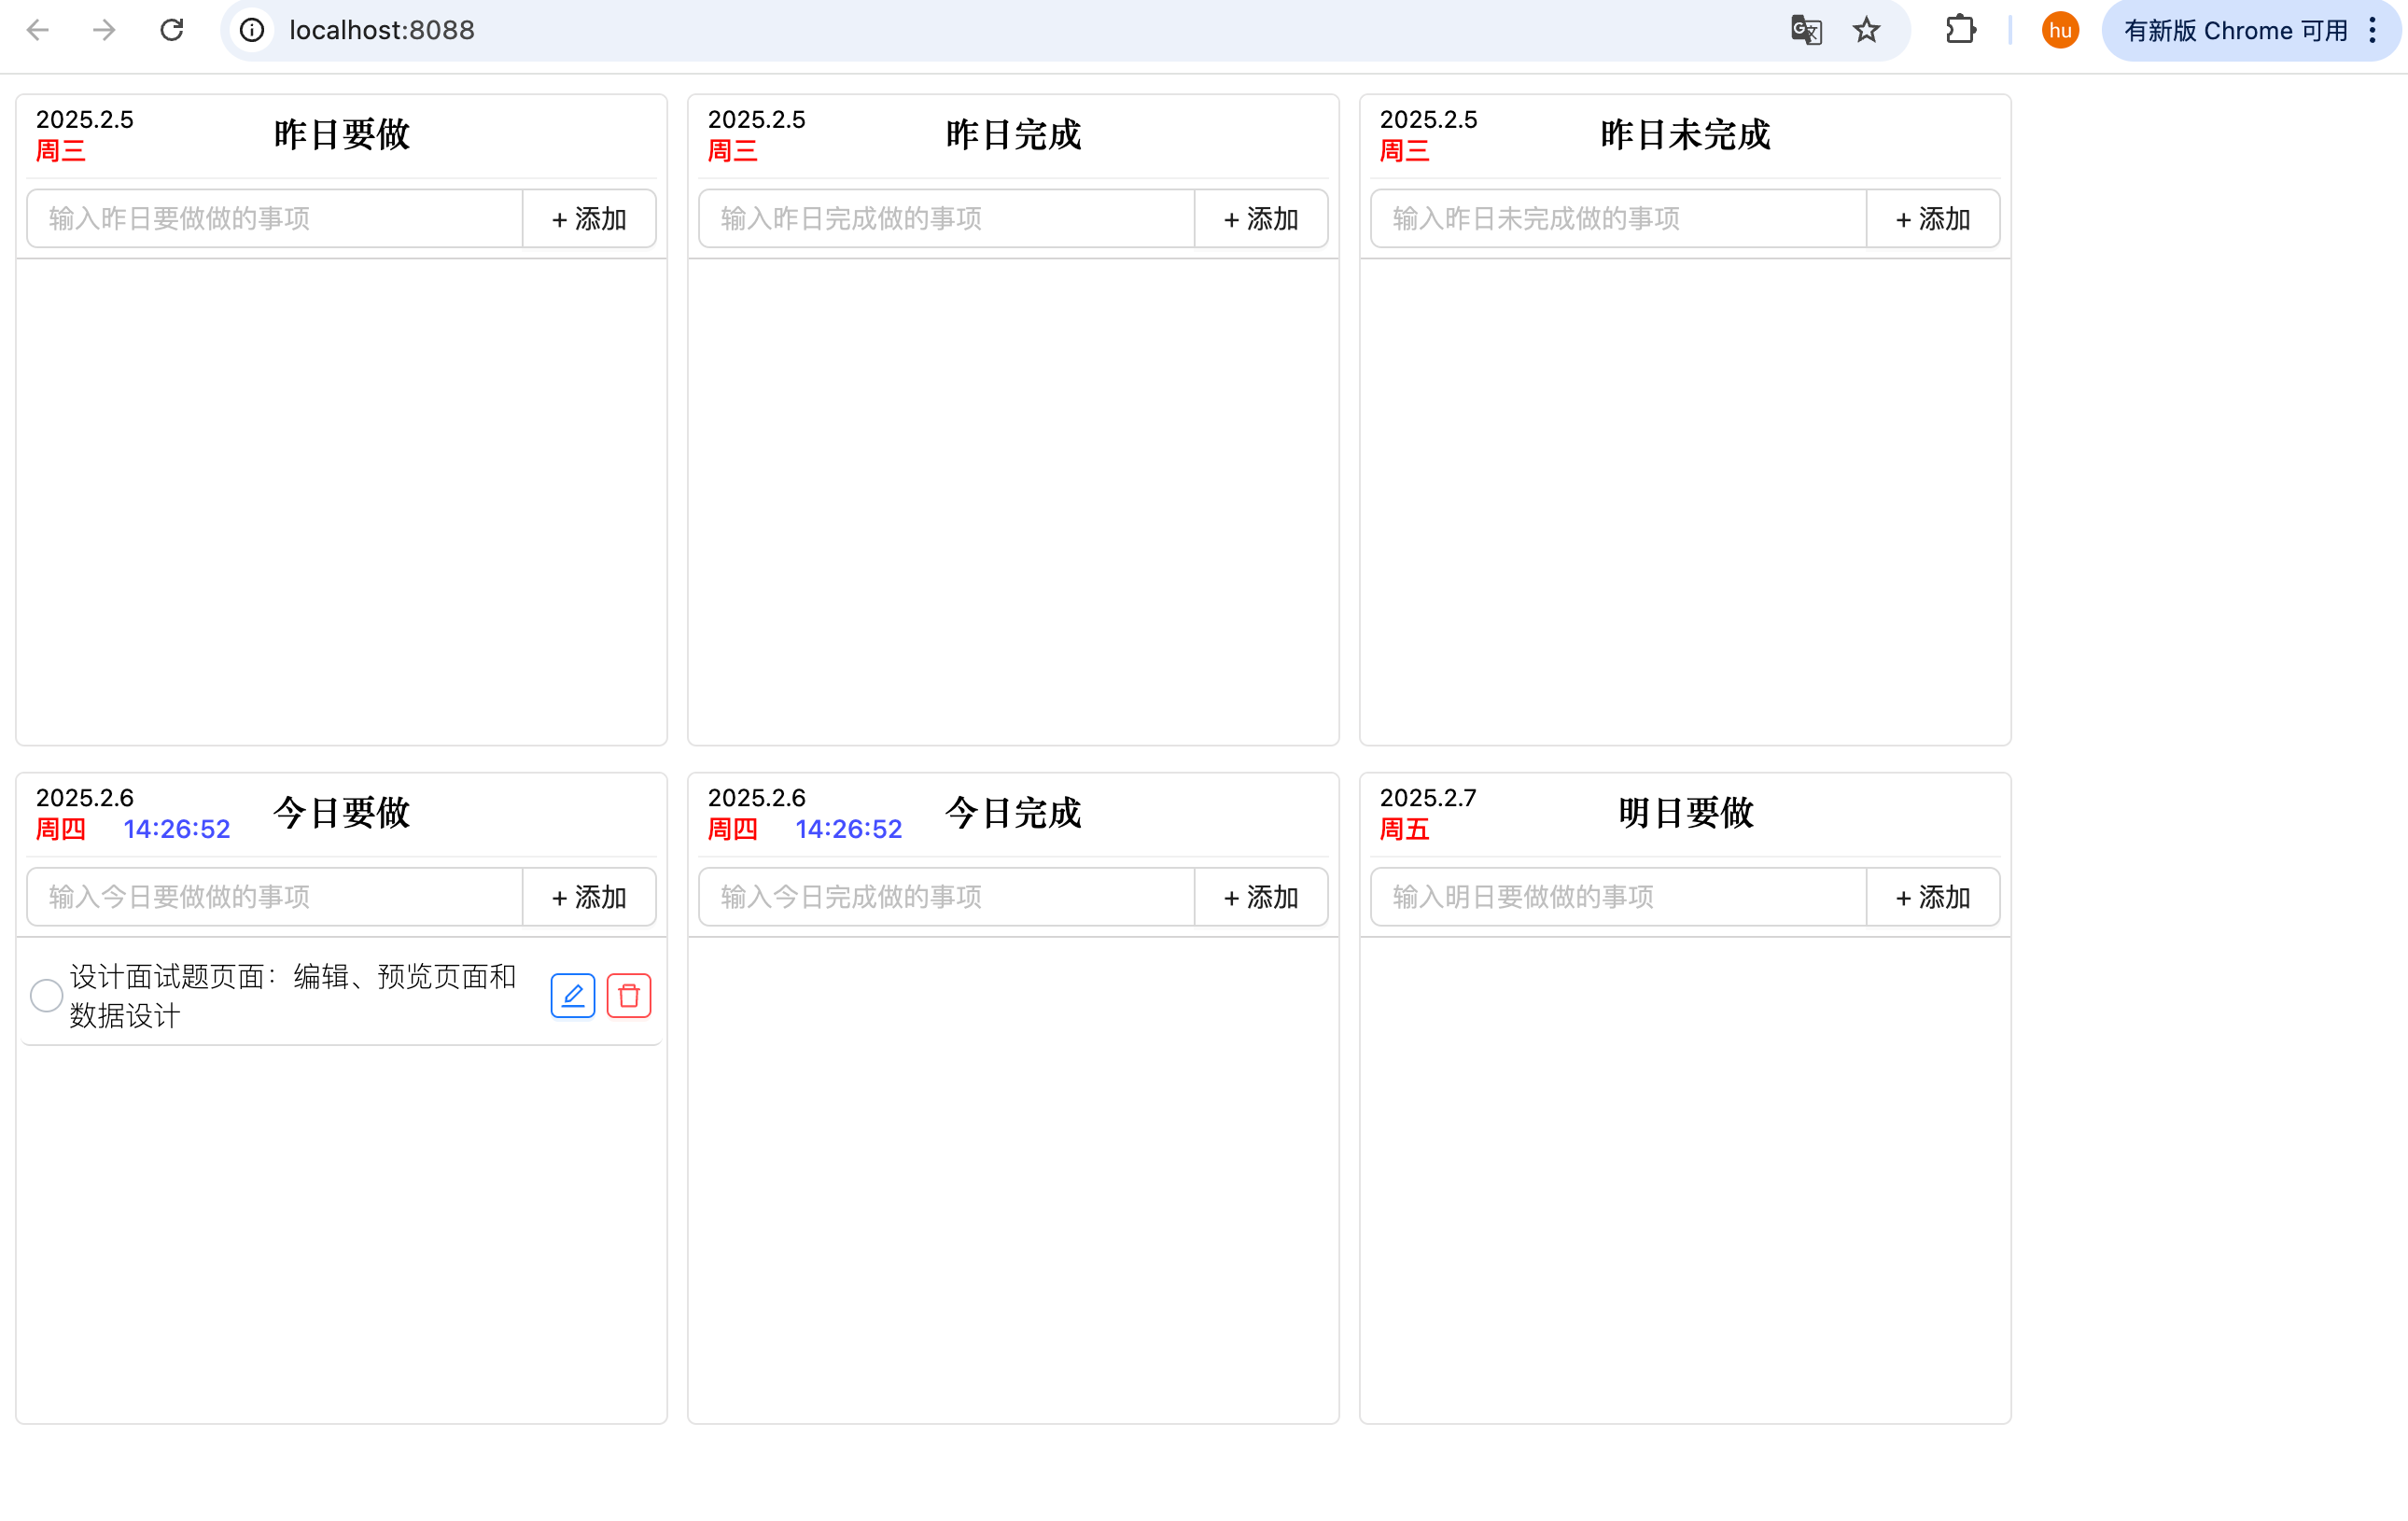 localhost:8088
hu
有新版 Chrome 可用
2025.2.5
周三
昨日要做
输入昨日要做做的事项
+ 添加
2025.2.5
周三
昨日完成
输入昨日完成做的事项
+ 添加
2025.2.5
周三
昨日未完成
输入昨日未完成做的事项
+ 添加
2025.2.6
周四 14:26:52
今日要做
输入今日要做做的事项
+ 添加
设计面试题页面：编辑、预览页面和
数据设计
2025.2.6
周四 14:26:52
今日完成
输入今日完成做的事项
+ 添加
2025.2.7
周五
明日要做
输入明日要做做的事项
+ 添加